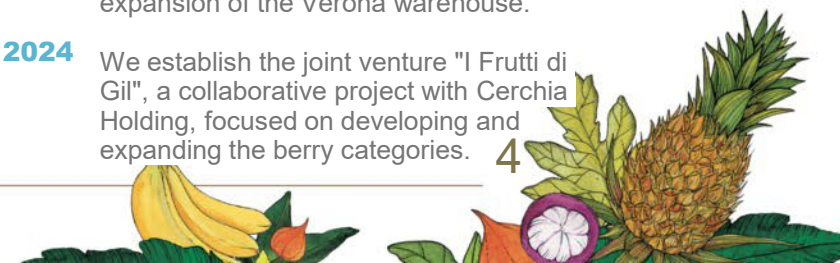 expansion of the Verona warehouse.
2024
We establish the joint venture "I Frutti di
Gil", a collaborative project with Cerchia
Holding, focused on developing and
expanding the berry categories.
4